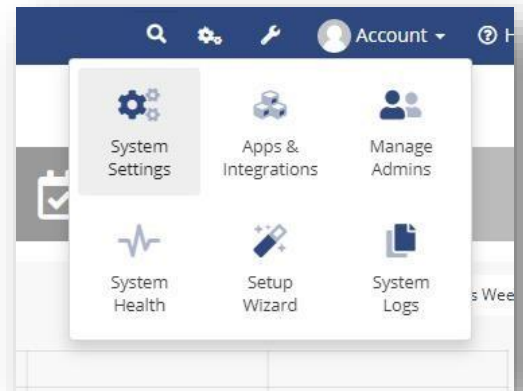 Account
H
System Settings
Apps & Integrations
Manage Admins
System Health
Setup Wizard
System Logs
s Wee